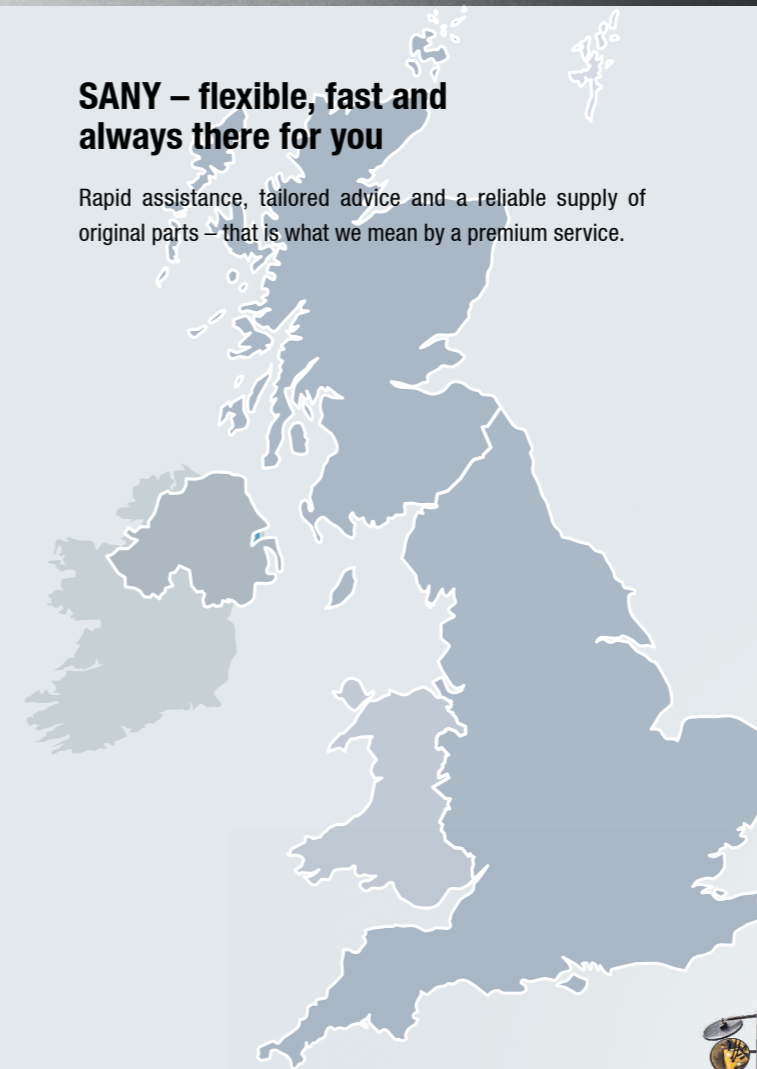 SANY – flexible, fast and
always there for you
Rapid assistance, tailored advice and a reliable supply of
original parts – that is what we mean by a premium service.